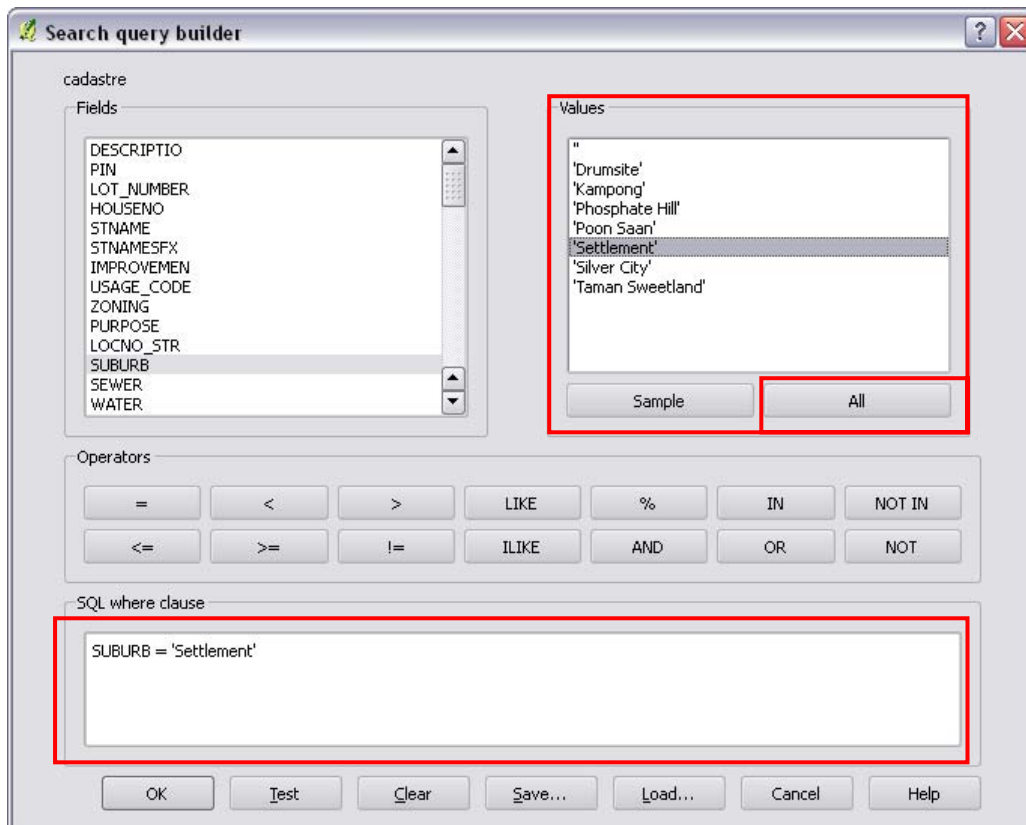 Search query builder
cadastre
Fields
DESCRIPTIO
PIN
LOT_NUMBER
HOUSENO
STNAME
STNAMESFX
IMPROVEMEN
USAGE_CODE
ZONING
PURPOSE
LOCNO_STR
SUBURB
SEWER
WATER
Values
''
'Drumsite'
'Kampong'
'Phosphate Hill'
'Poon Saan'
'Settlement'
'Silver City'
'Taman Sweetland'
Sample All
Operators
= < > LIKE % IN NOT IN
<= >= != ILIKE AND OR NOT
SQL where clause
SUBURB = 'Settlement'
OK Test Clear Save... Load... Cancel Help